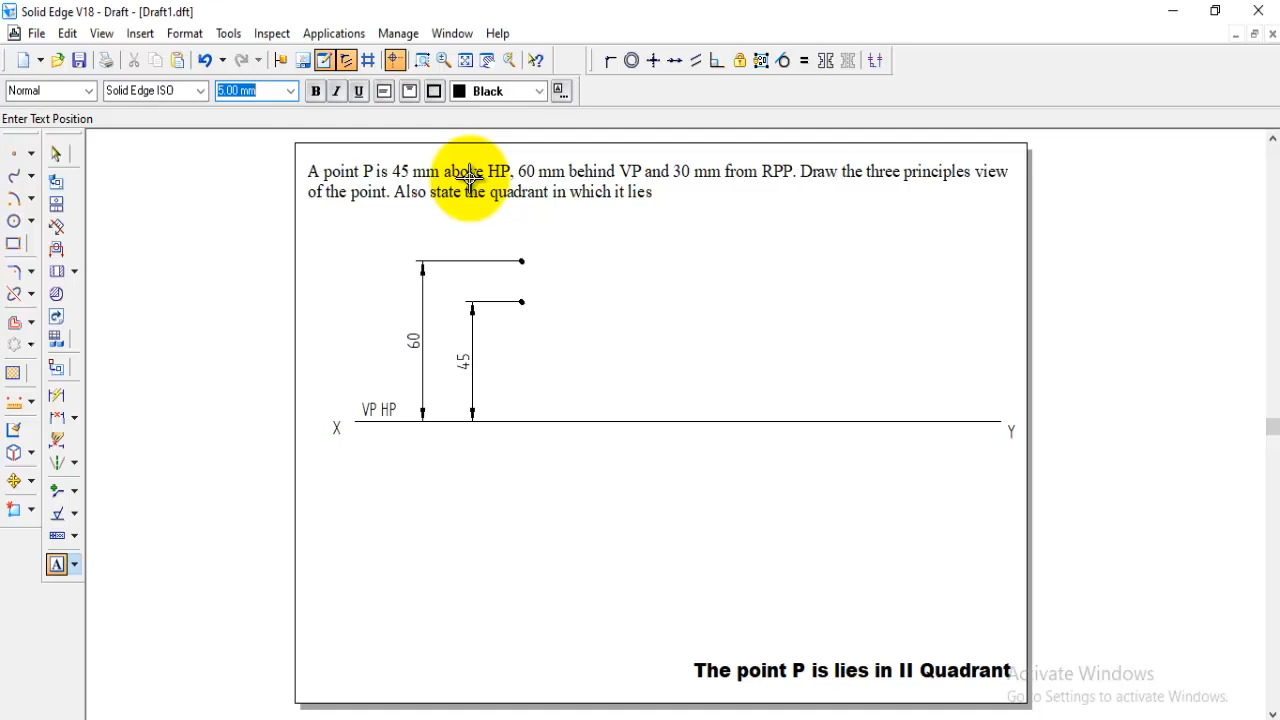 Solid Edge V18 - Draft - [Draft1.dft]
File Edit View Insert Format Tools Inspect Applications Manage Window Help
Normal Solid Edge ISO 5.00 mm B I U Black
Enter Text Position
A point P is 45 mm above HP, 60 mm behind VP and 30 mm from RPP. Draw the three principles view
of the point. Also state the quadrant in which it lies
60
45
VP HP
X
Y
The point P is lies in II Quadrant
Activate Windows
Go to Settings to activate Windows.